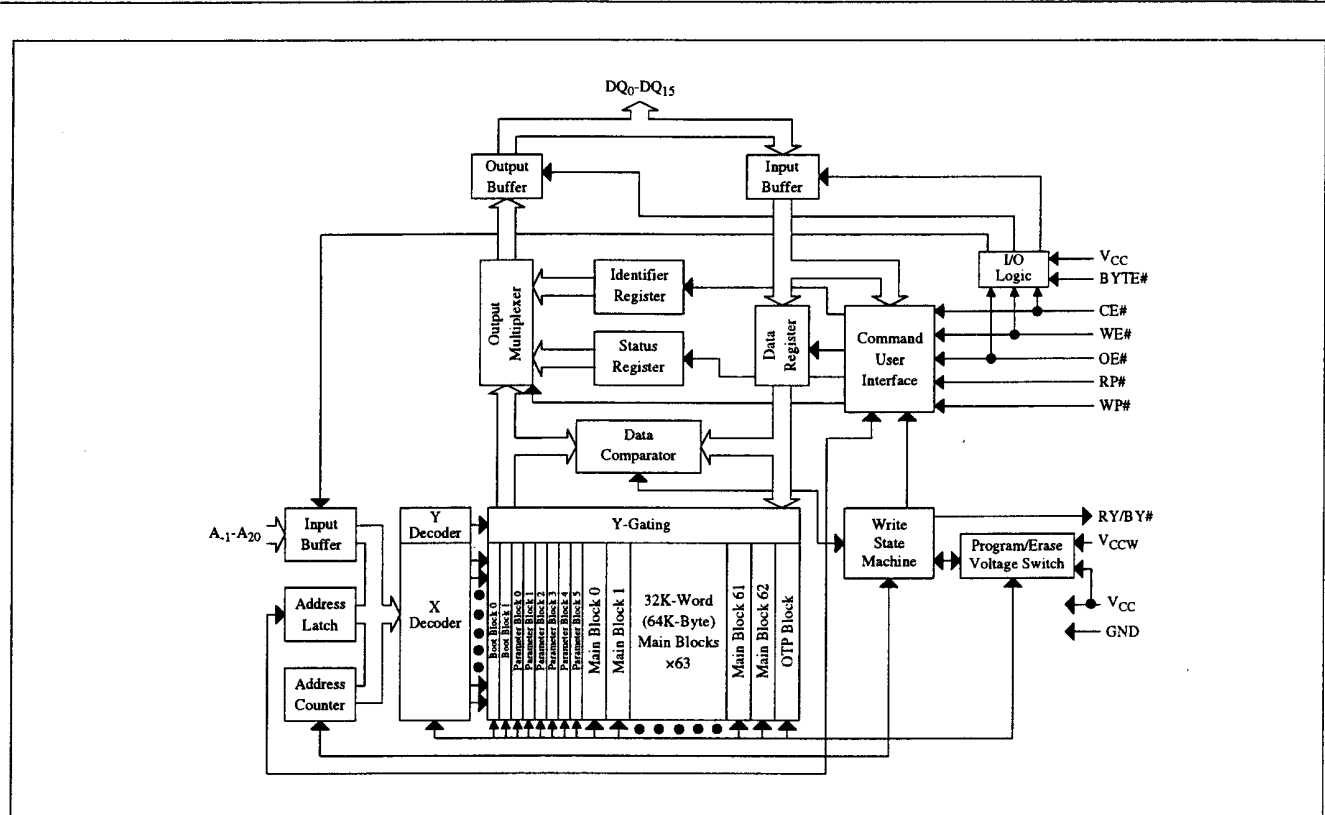 DQ0-DQ15
Output
Buffer
Input
Buffer
I/O
Logic
VCC
BYTE#
Output
Multiplexer
Identifier
Register
Status
Register
Data
Register
Command
User
Interface
CE#
WE#
OE#
RP#
WP#
Data
Comparator
A-1-A20
Input
Buffer
Y
Decoder
Y-Gating
Write
State
Machine
RY/BY#
Program/Erase
Voltage Switch
VCCW
VCC
GND
Address
Latch
X
Decoder
Address
Counter
Boot Block 0
Boot Block 1
Parameter Block 0
Parameter Block 1
Parameter Block 2
Parameter Block 3
Parameter Block 4
Parameter Block 5
Main Block 0
Main Block 1
32K-Word
(64K-Byte)
Main Blocks
×63
Main Block 61
Main Block 62
OTP Block